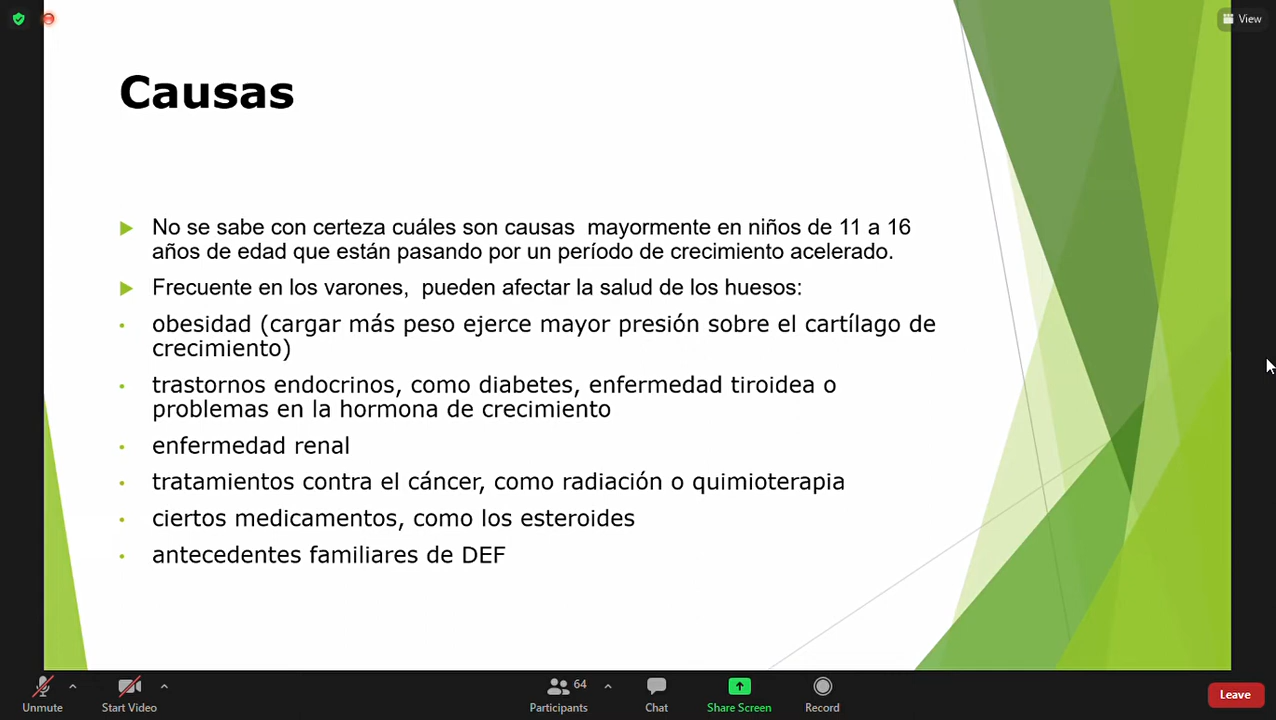 View
Causas
No se sabe con certeza cuáles son causas  mayormente en niños de 11 a 16
años de edad que están pasando por un período de crecimiento acelerado.
Frecuente en los varones,  pueden afectar la salud de los huesos:
obesidad (cargar más peso ejerce mayor presión sobre el cartílago de
crecimiento)
trastornos endocrinos, como diabetes, enfermedad tiroidea o
problemas en la hormona de crecimiento
enfermedad renal
tratamientos contra el cáncer, como radiación o quimioterapia
ciertos medicamentos, como los esteroides
antecedentes familiares de DEF
Unmute
Start Video
Participants 64
Chat
Share Screen
Record
Leave